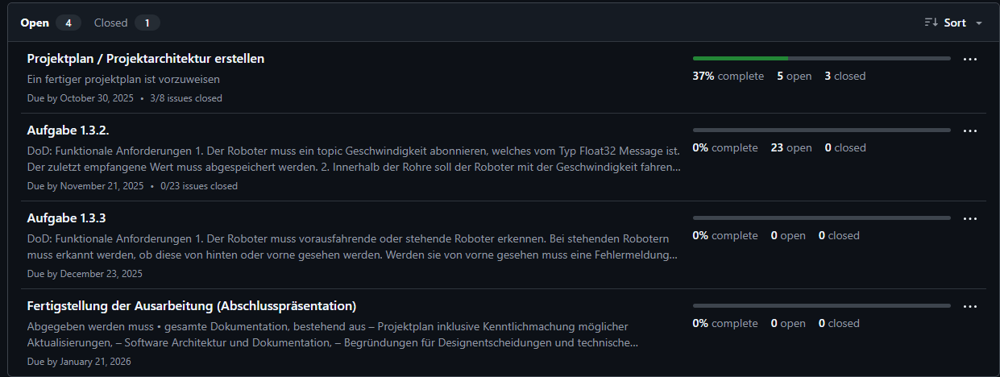 Open 4 Closed 1 Sort
Projektplan / Projektarchitektur erstellen
Ein fertiger projektplan ist vorzuweisen
Due by October 30, 2025 • 3/8 issues closed
37% complete 5 open 3 closed
Aufgabe 1.3.2.
DoD: Funktionale Anforderungen 1. Der Roboter muss ein topic Geschwindigkeit abonnieren, welches vom Typ Float32 Message ist.
Der zuletzt empfangene Wert muss abgespeichert werden. 2. Innerhalb der Rohre soll der Roboter mit der Geschwindigkeit fahren...
Due by November 21, 2025 • 0/23 issues closed
0% complete 23 open 0 closed
Aufgabe 1.3.3
DoD: Funktionale Anforderungen 1. Der Roboter muss vorausfahrende oder stehende Roboter erkennen. Bei stehenden Robotern
muss erkannt werden, ob diese von hinten oder vorne gesehen werden. Werden sie von vorne gesehen muss eine Fehlermeldung...
Due by December 23, 2025
0% complete 0 open 0 closed
Fertigstellung der Ausarbeitung (Abschlusspräsentation)
Abgegeben werden muss • gesamte Dokumentation, bestehend aus – Projektplan inklusive Kenntlichmachung möglicher
Aktualisierungen, – Software Architektur und Dokumentation, – Begründungen für Designentscheidungen und technische...
Due by January 21, 2026
0% complete 0 open 0 closed